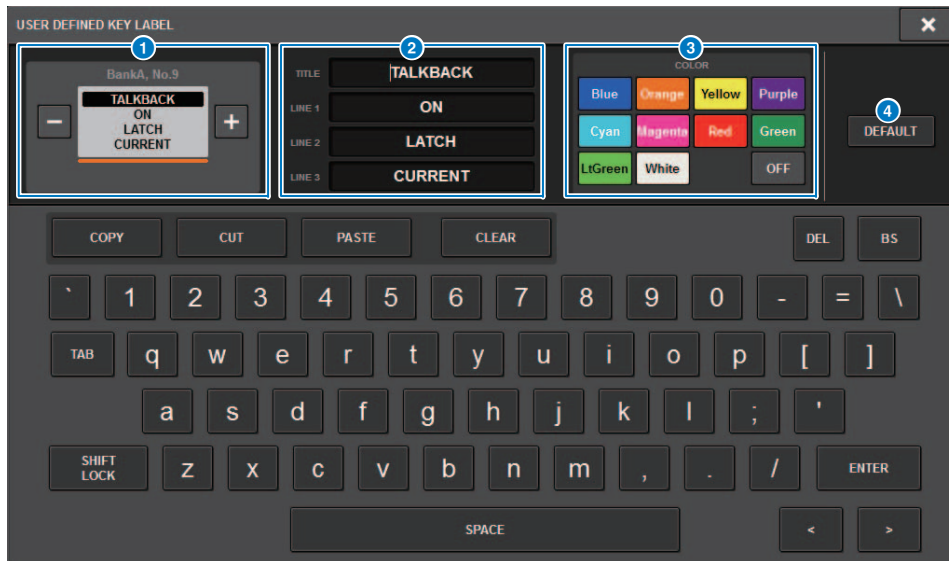 USER DEFINED KEY LABEL ×
1 2 3 4
BankA, No.9
− TALKBACK +
ON
LATCH
CURRENT
TITLE TALKBACK
LINE 1 ON
LINE 2 LATCH
LINE 3 CURRENT
COLOR
Blue Orange Yellow Purple
Cyan Magenta Red Green
LtGreen White OFF
DEFAULT
COPY CUT PASTE CLEAR DEL BS
` 1 2 3 4 5 6 7 8 9 0 - = \
TAB q w e r t y u i o p [ ]
a s d f g h j k l ; '
SHIFT
LOCK z x c v b n m , . / ENTER
SPACE < >